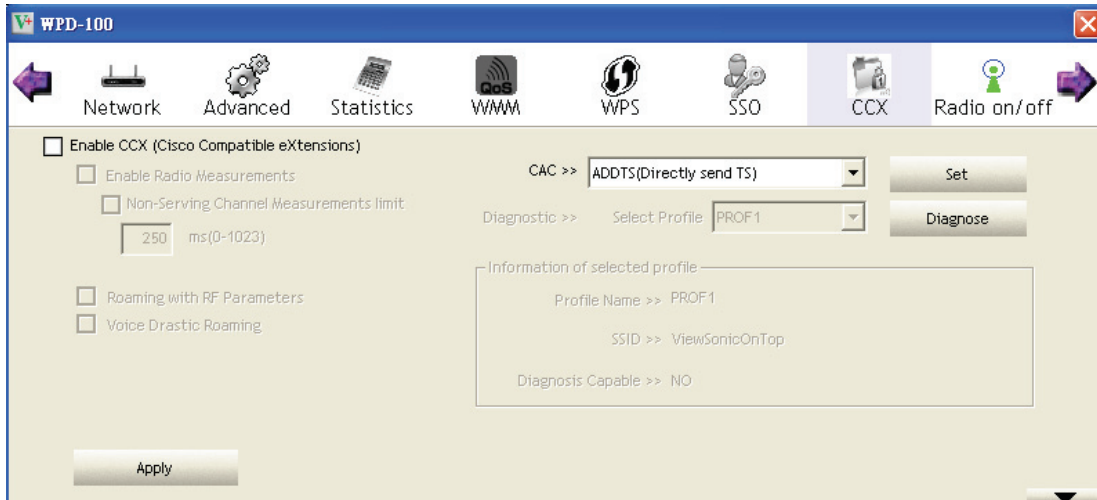 WPD-100
Network Advanced Statistics WMM WPS SSO CCX Radio on/off
QoS
Enable CCX (Cisco Compatible eXtensions)
Enable Radio Measurements
Non-Serving Channel Measurements limit
250 ms(0-1023)
Roaming with RF Parameters
Voice Drastic Roaming
CAC >> ADDTS(Directly send TS) Set
Diagnostic >> Select Profile PROF1 Diagnose
Information of selected profile
Profile Name >> PROF1
SSID >> ViewSonicOnTop
Diagnosis Capable >> NO
Apply